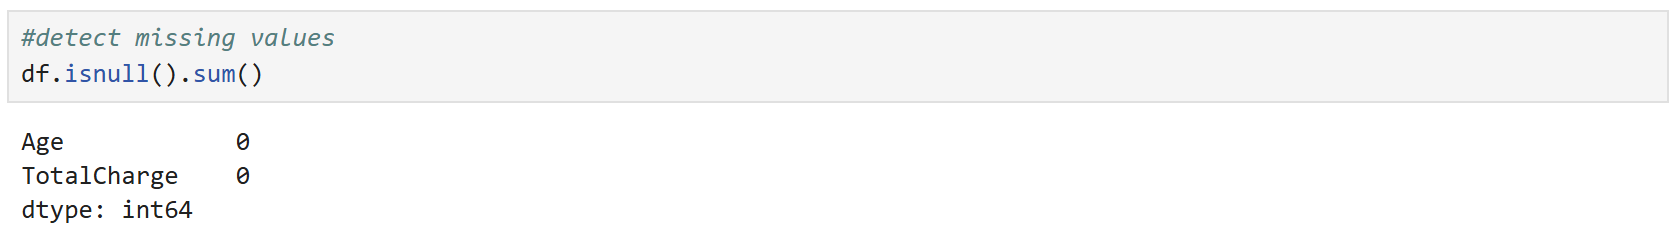 #detect missing values
df.isnull().sum()
Age 0
TotalCharge 0
dtype: int64